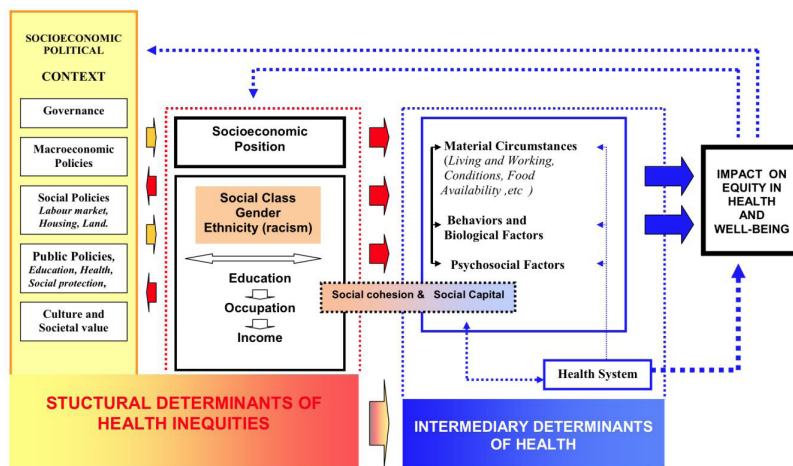 SOCIOECONOMIC
POLITICAL
CONTEXT
Governance
Macroeconomic
Policies
Social Policies
Labour market,
Housing, Land.
Public Policies,
Education, Health,
Social protection,
Culture and
Societal value
Socioeconomic
Position
Social Class
Gender
Ethnicity (racism)
Education
Occupation
Income
Social cohesion & Social Capital
Material Circumstances
(Living and Working,
Conditions, Food
Availability ,etc )
Behaviors and
Biological Factors
Psychosocial Factors
Health System
IMPACT ON
EQUITY IN
HEALTH
AND
WELL-BEING
STUCTURAL DETERMINANTS OF
HEALTH INEQUITIES
INTERMEDIARY DETERMINANTS
OF HEALTH